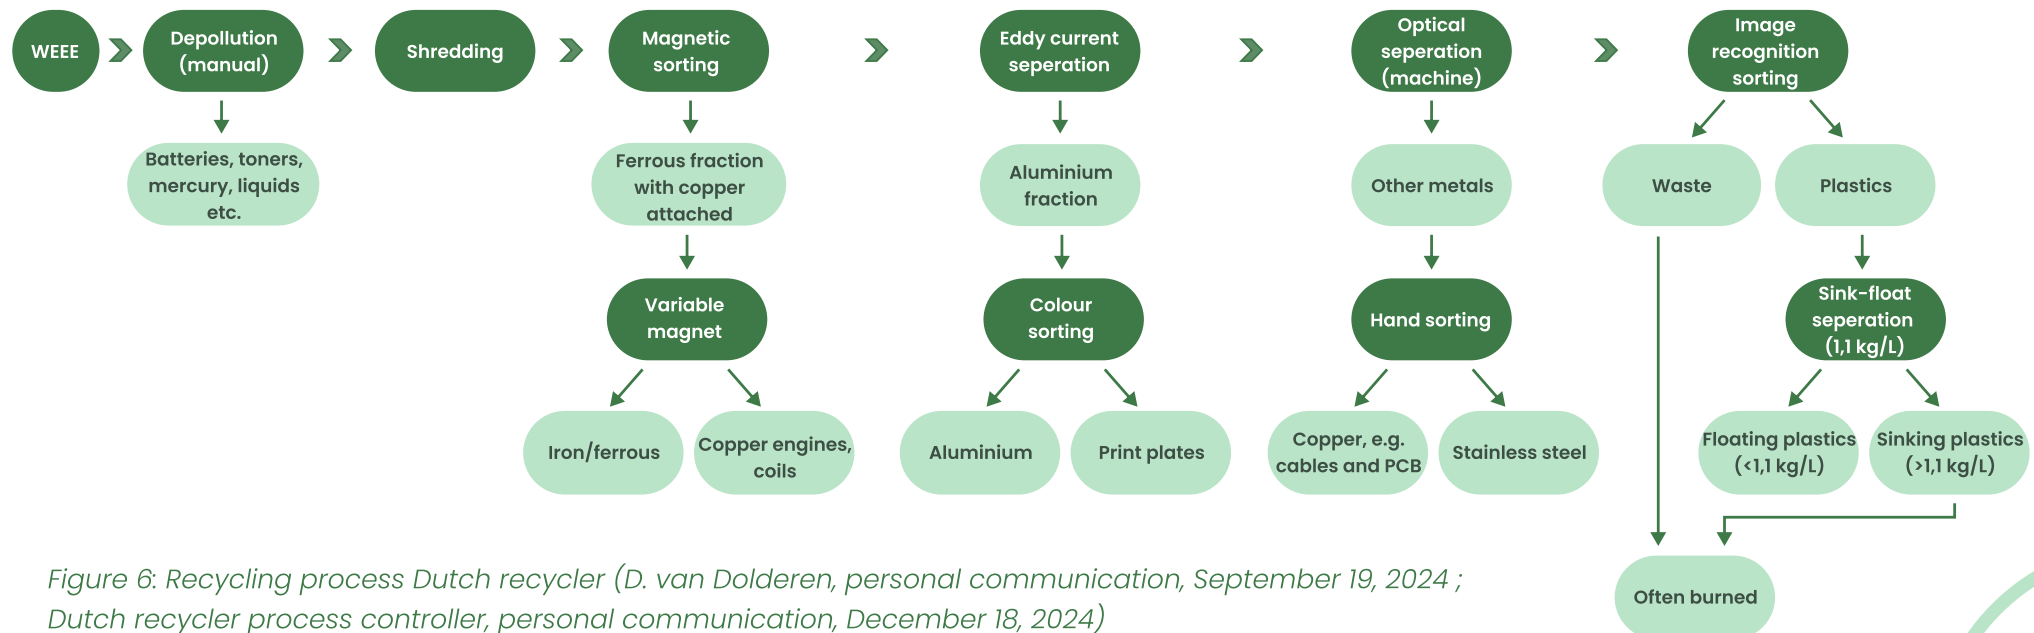 WEEE
Depollution
(manual)
Shredding
Magnetic
sorting
Eddy current
seperation
Optical
seperation
(machine)
Image
recognition
sorting
Batteries, toners,
mercury, liquids
etc.
Ferrous fraction
with copper
attached
Aluminium
fraction
Other metals
Waste
Plastics
Variable
magnet
Colour
sorting
Hand sorting
Sink-float
seperation
(1,1 kg/L)
Iron/ferrous
Copper engines,
coils
Aluminium
Print plates
Copper, e.g.
cables and PCB
Stainless steel
Floating plastics
(<1,1 kg/L)
Sinking plastics
(>1,1 kg/L)
Often burned
Figure 6: Recycling process Dutch recycler (D. van Dolderen, personal communication, September 19, 2024 ;
Dutch recycler process controller, personal communication, December 18, 2024)